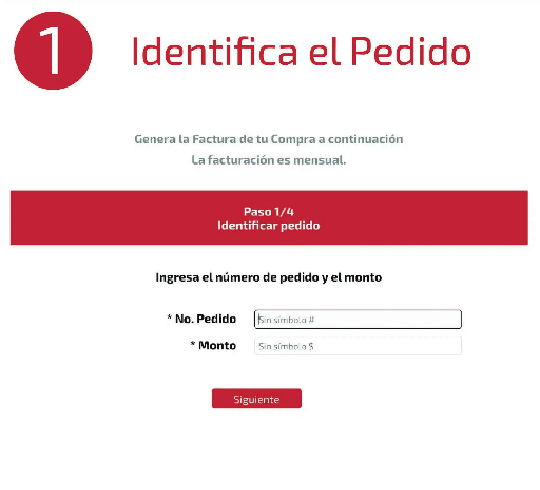 1
Identifica el Pedido
Genera la Factura de tu Compra a continuación
La facturación es mensual.
Paso 1/4
Identificar pedido
Ingresa el número de pedido y el monto
* No. Pedido
Sin símbolo #
* Monto
Sin símbolo $
Siguiente